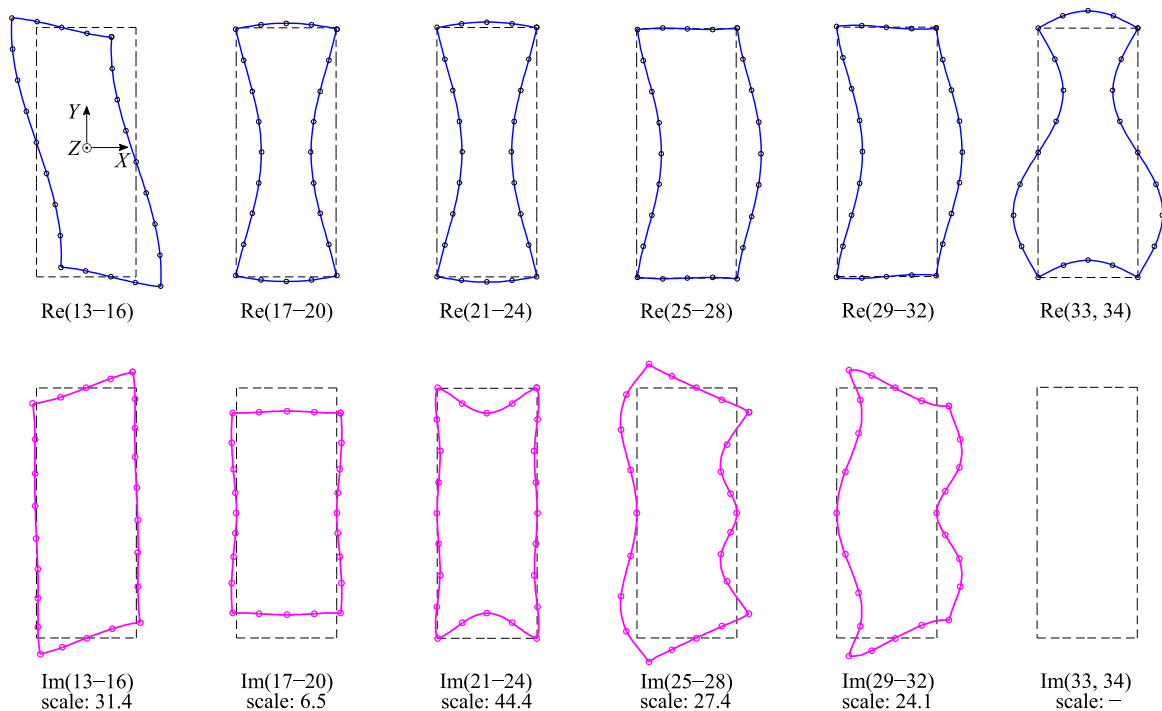 Y
Z X
Re(13−16) Re(17−20) Re(21−24) Re(25−28) Re(29−32) Re(33, 34)
Im(13−16) Im(17−20) Im(21−24) Im(25−28) Im(29−32) Im(33, 34)
scale: 31.4 scale: 6.5 scale: 44.4 scale: 27.4 scale: 24.1 scale: −